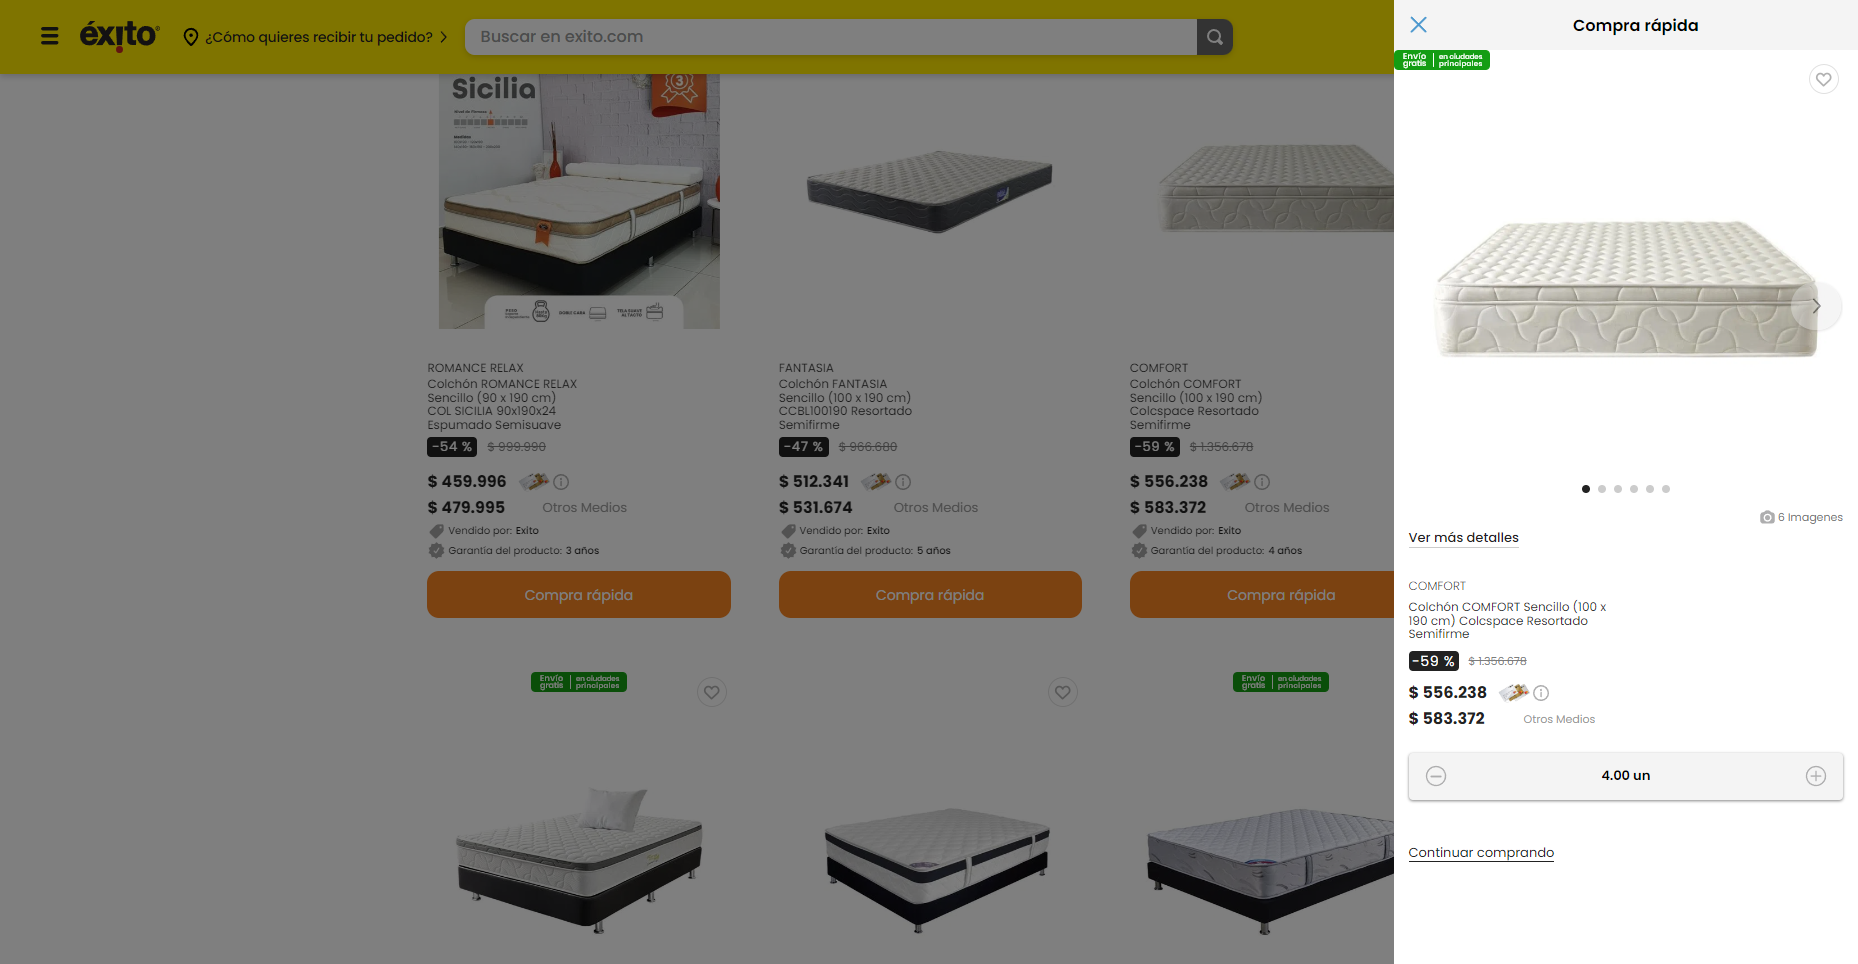 éxito
¿Cómo quieres recibir tu pedido?
Buscar en exito.com
Sicilia
3
ROMANCE RELAX
Colchón ROMANCE RELAX
Sencillo (90 x 190 cm)
COL SICILIA 90x190x24
Espumado Semisuave
-54 % $ 999.990
$ 459.996
$ 479.995 Otros Medios
Vendido por: Exito
Garantía del producto: 3 años
Compra rápida
FANTASIA
Colchón FANTASIA
Sencillo (100 x 190 cm)
CCBL100190 Resortado
Semifirme
-47 % $ 966.680
$ 512.341
$ 531.674 Otros Medios
Vendido por: Exito
Garantía del producto: 5 años
Compra rápida
COMFORT
Colchón COMFORT
Sencillo (100 x 190 cm)
Colcspace Resortado
Semifirme
-59 % $ 1.356.678
$ 556.238
$ 583.372 Otros Medios
Vendido por: Exito
Garantía del producto: 4 años
Compra rápida
Envío gratis en ciudades principales
Envío gratis en ciudades principales
Compra rápida
Envío gratis en ciudades principales
6 Imagenes
Ver más detalles
COMFORT
Colchón COMFORT Sencillo (100 x
190 cm) Colcspace Resortado
Semifirme
-59 % $ 1.356.678
$ 556.238
$ 583.372 Otros Medios
4.00 un
Continuar comprando